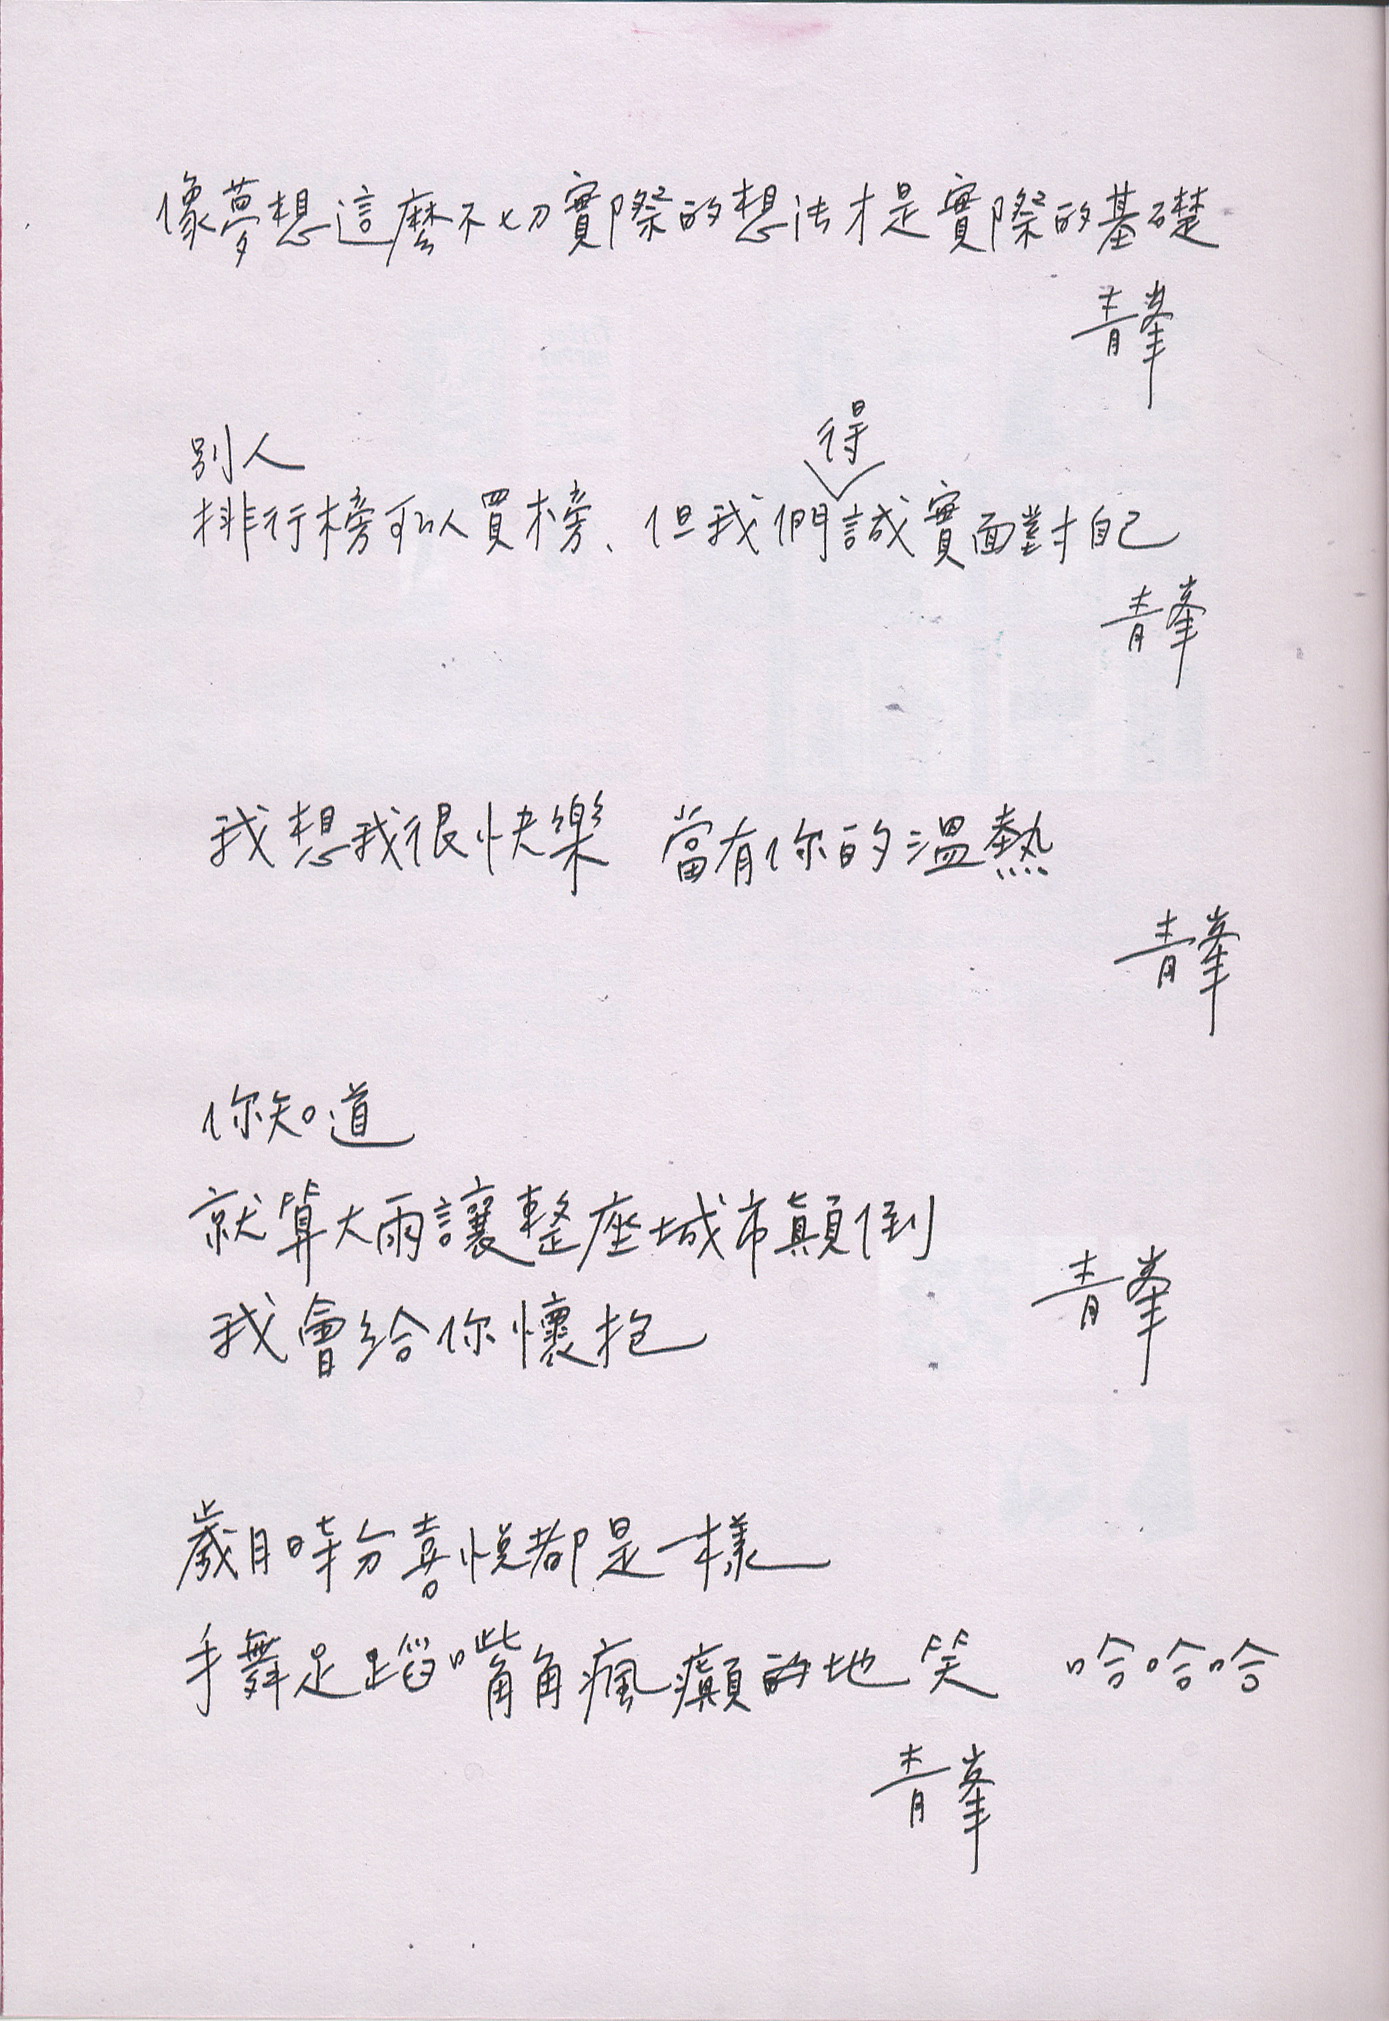 像夢想這麼不切實際的想法才是實際的基礎
青峯
別人
得
排行榜可以買榜、但我們誠實面對自己
青峯
我想我很快樂 當有你的溫熱
青峯
你知道
就算大雨讓整座城市顛倒
我會給你懷抱
青峯
歲月時分喜悅都是一樣
手舞足蹈嘴角瘋癲的地笑 哈哈哈
青峯